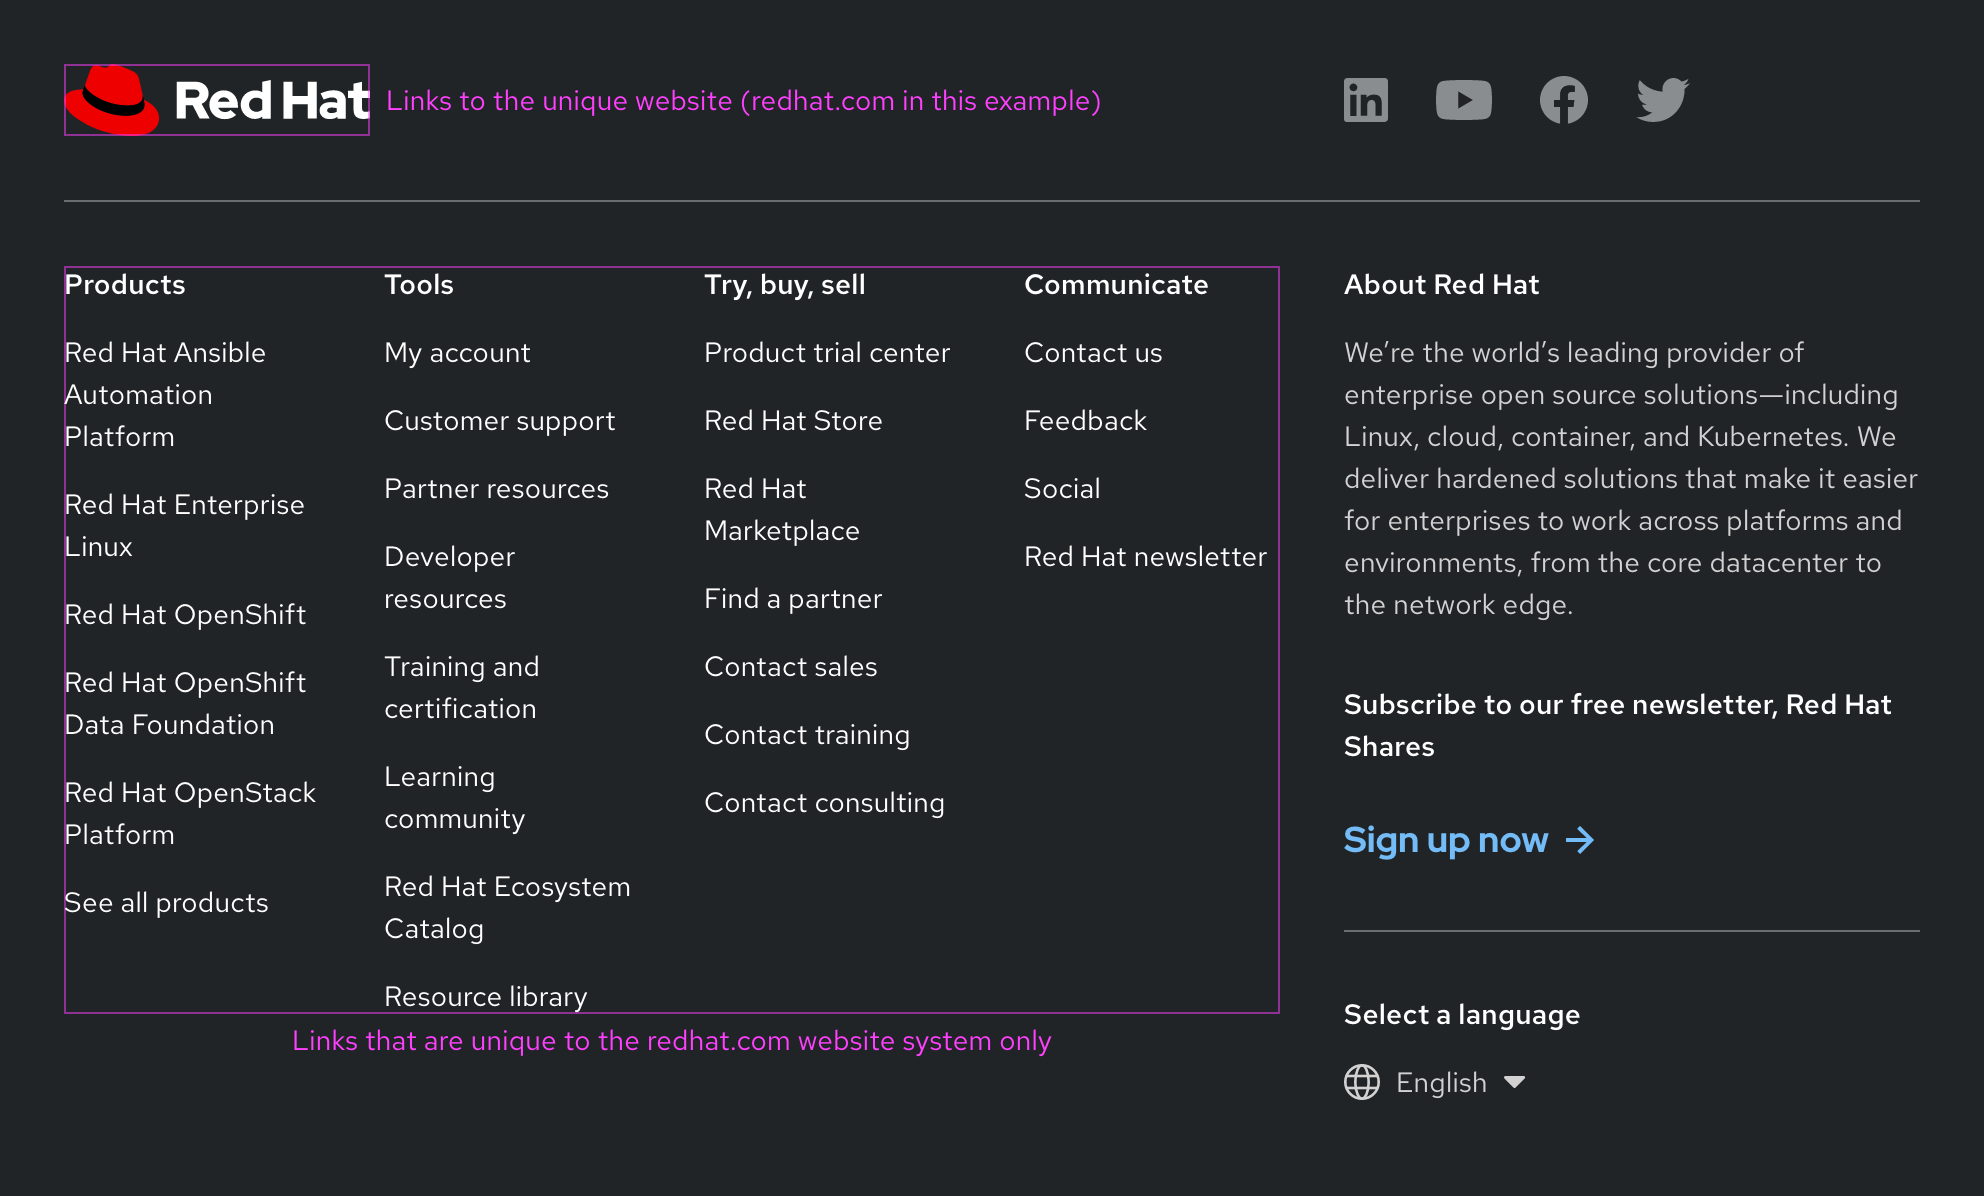 Red Hat
Links to the unique website (redhat.com in this example)
Products
Red Hat Ansible
Automation
Platform
Red Hat Enterprise
Linux
Red Hat OpenShift
Red Hat OpenShift
Data Foundation
Red Hat OpenStack
Platform
See all products
Tools
My account
Customer support
Partner resources
Developer
resources
Training and
certification
Learning
community
Red Hat Ecosystem
Catalog
Resource library
Try, buy, sell
Product trial center
Red Hat Store
Red Hat
Marketplace
Find a partner
Contact sales
Contact training
Contact consulting
Communicate
Contact us
Feedback
Social
Red Hat newsletter
Links that are unique to the redhat.com website system only
About Red Hat
We’re the world’s leading provider of
enterprise open source solutions—including
Linux, cloud, container, and Kubernetes. We
deliver hardened solutions that make it easier
for enterprises to work across platforms and
environments, from the core datacenter to
the network edge.
Subscribe to our free newsletter, Red Hat
Shares
Sign up now
Select a language
English